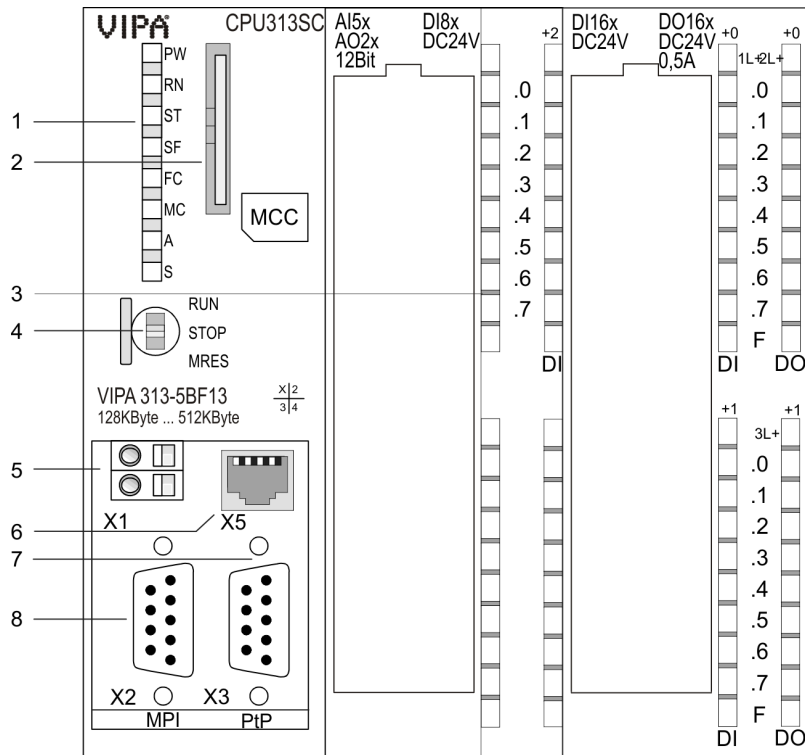 VIPA CPU313SC
PW
RN
ST
SF
FC
MC
A
S
MCC
RUN
STOP
MRES
VIPA 313-5BF13
128KByte ... 512KByte
X 2
3 4
X1
X5
X2
X3
MPI
PtP
1
2
3
4
5
6
7
8
AI5x DI8x
AO2x DC24V
12Bit
+2
.0
.1
.2
.3
.4
.5
.6
.7
DI
DI16x DO16x
DC24V DC24V
0,5A
+0 +0
1L+ 2L+
.0
.1
.2
.3
.4
.5
.6
.7
F
DI DO
+1 +1
3L+
.0
.1
.2
.3
.4
.5
.6
.7
F
DI DO